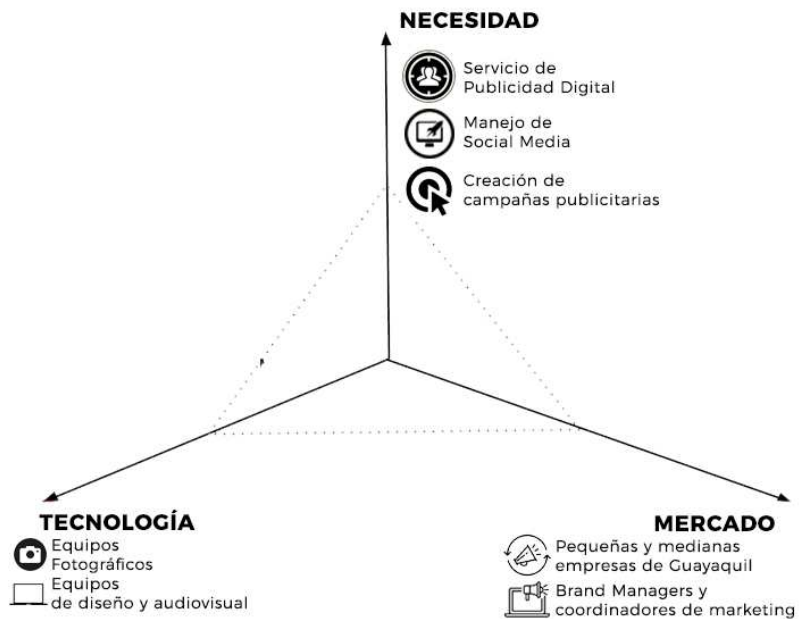 NECESIDAD
Servicio de
Publicidad Digital
Manejo de
Social Media
Creación de
campañas publicitarias
TECNOLOGÍA
Equipos
Fotográficos
Equipos
de diseño y audiovisual
MERCADO
Pequeñas y medianas
empresas de Guayaquil
Brand Managers y
coordinadores de marketing